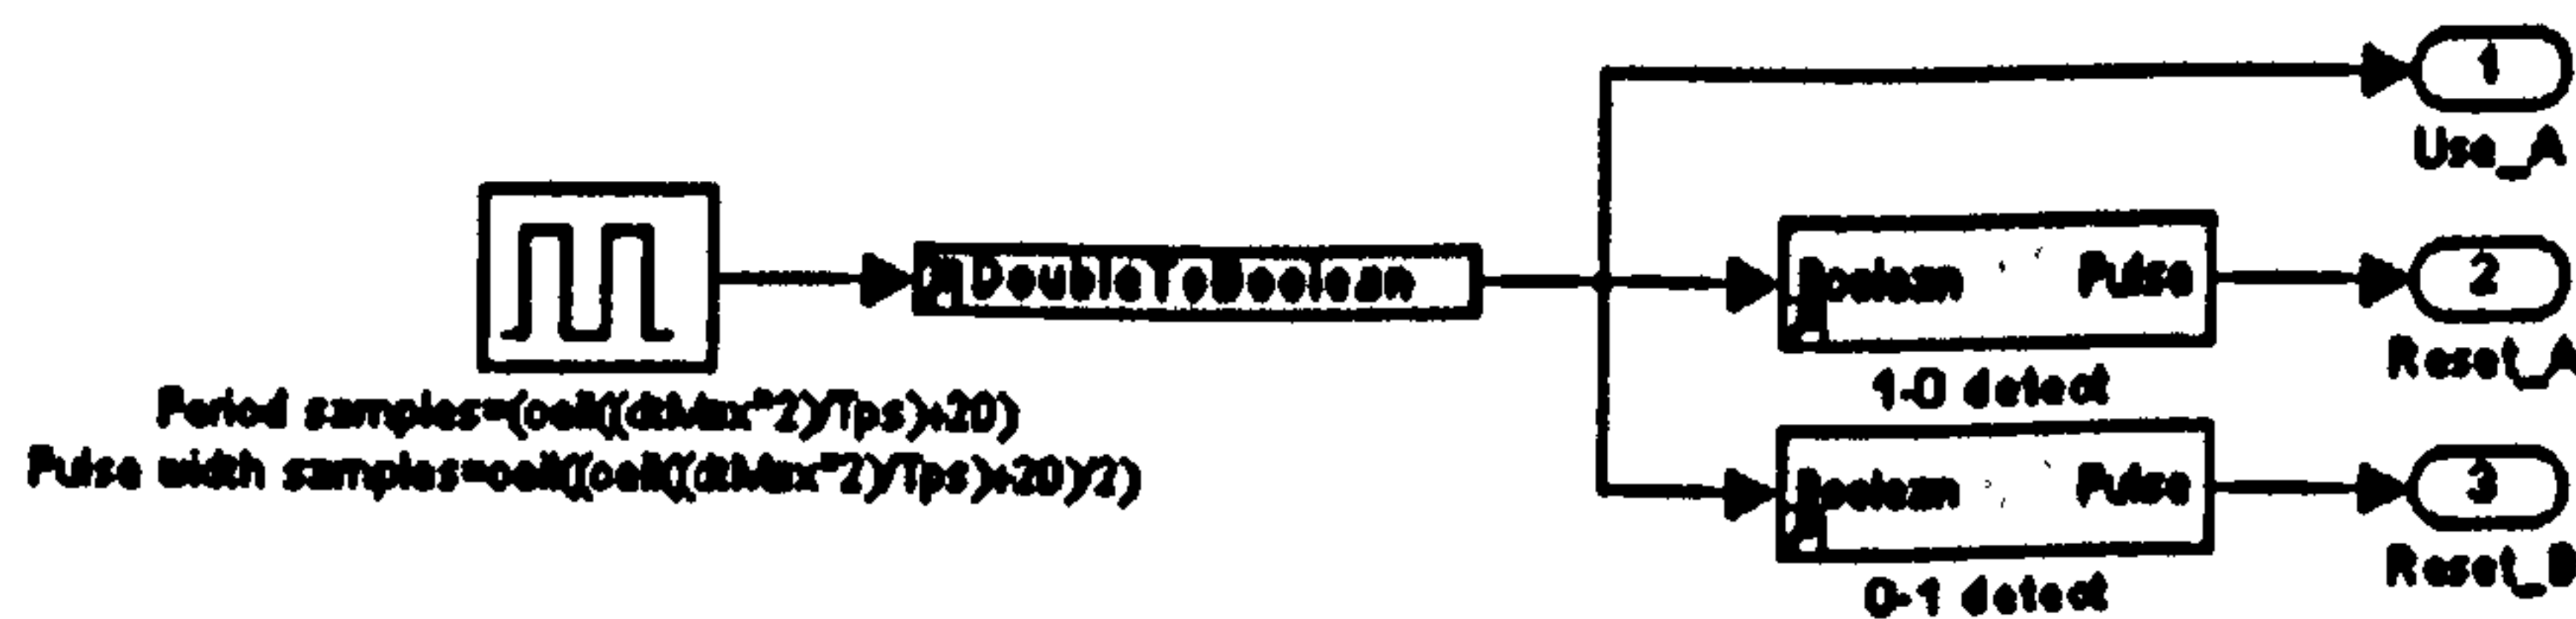 1
Use_A
DoubleToBoolean
Boolean Pulse
2
1-0 detect
Reset_A
Period samples=(ceil((dtMax*2)/Tps)+20)
Pulse width samples=ceil((ceil((dtMax*2)/Tps)+20)/2)
Boolean Pulse
3
0-1 detect
Reset_B